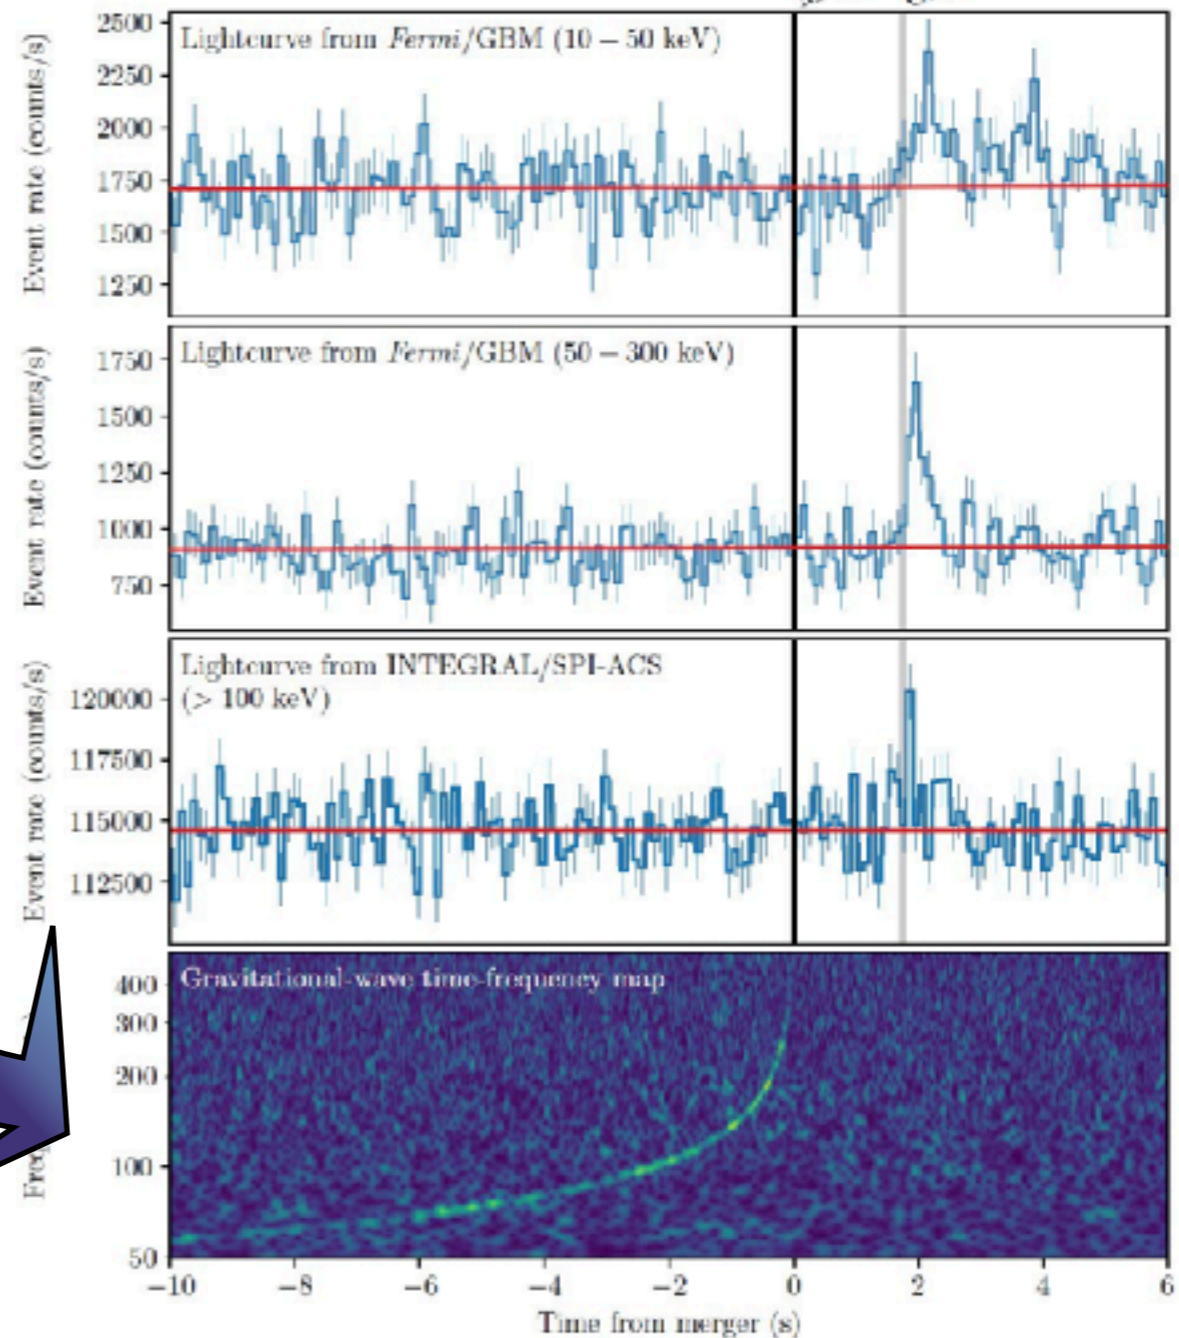 Lightcurve from Fermi/GBM (10 – 50 keV)
Event rate (counts/s)
2500
2250
2000
1750
1500
1250
Lightcurve from Fermi/GBM (50 – 300 keV)
Event rate (counts/s)
1750
1500
1250
1000
750
Lightcurve from INTEGRAL/SPI-ACS
(> 100 keV)
Event rate (counts/s)
120000
117500
115000
112500
Gravitational-wave time-frequency map
400
300
200
100
50
−10 −8 −6 −4 −2 0 2 4 6
Time from merger (s)